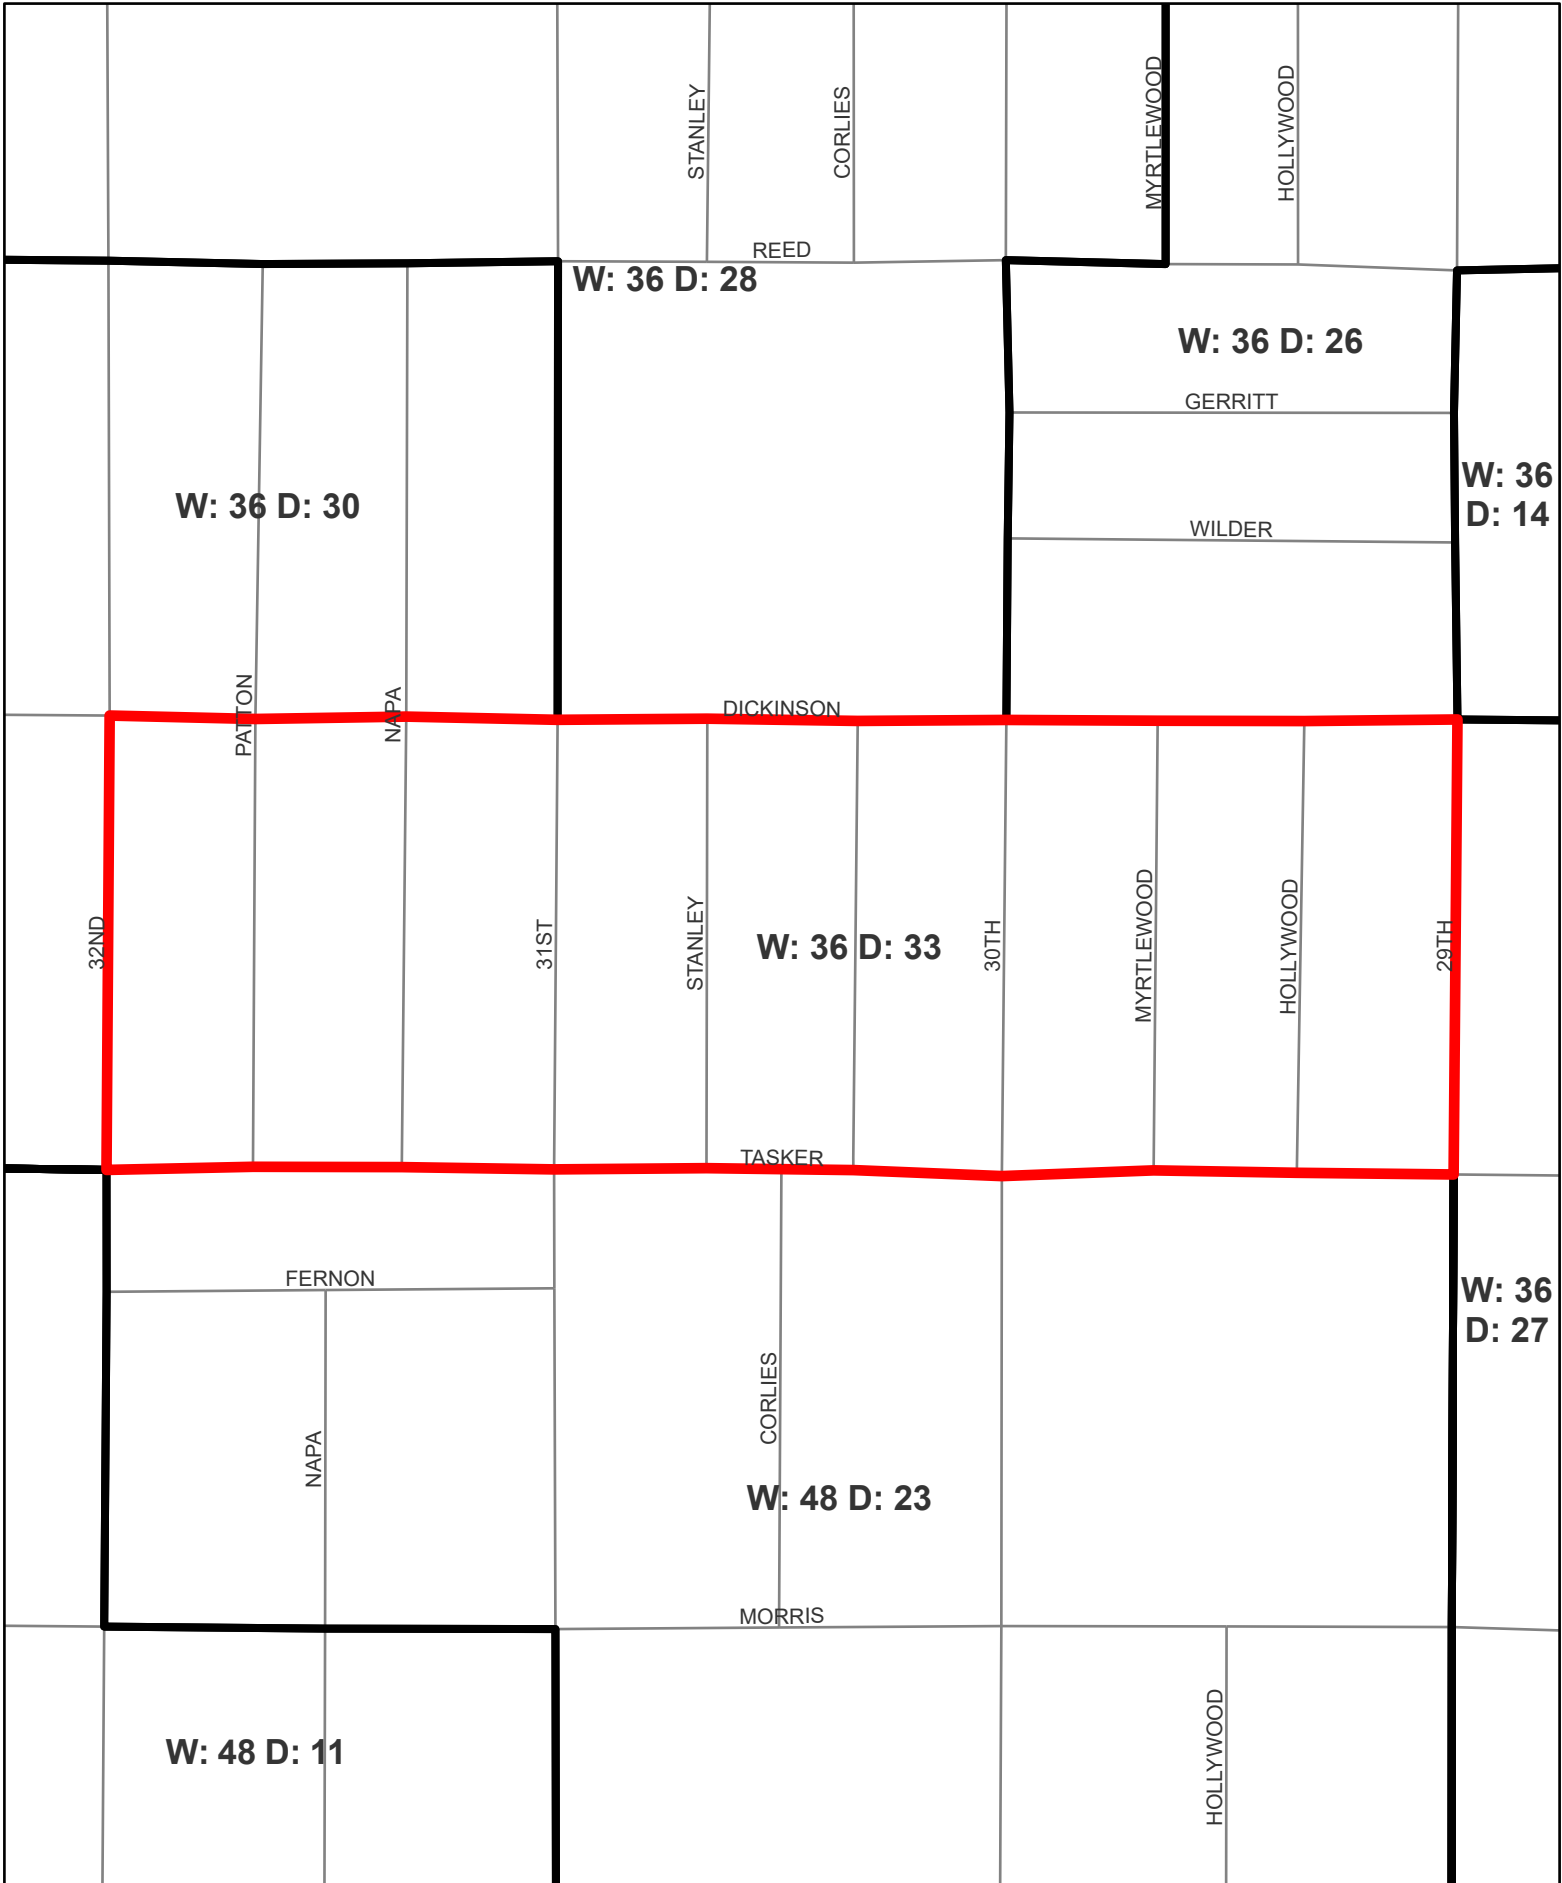 STANLEY
CORLIES
MYRTLEWOOD
HOLLYWOOD
REED
W: 36 D: 28
W: 36 D: 26
GERRITT
W: 36
D: 14
W: 36 D: 30
WILDER
PATTON
NAPA
DICKINSON
32ND
31ST
STANLEY
W: 36 D: 33
30TH
MYRTLEWOOD
HOLLYWOOD
29TH
TASKER
FERNON
W: 36
D: 27
CORLIES
NAPA
W: 48 D: 23
MORRIS
W: 48 D: 11
HOLLYWOOD